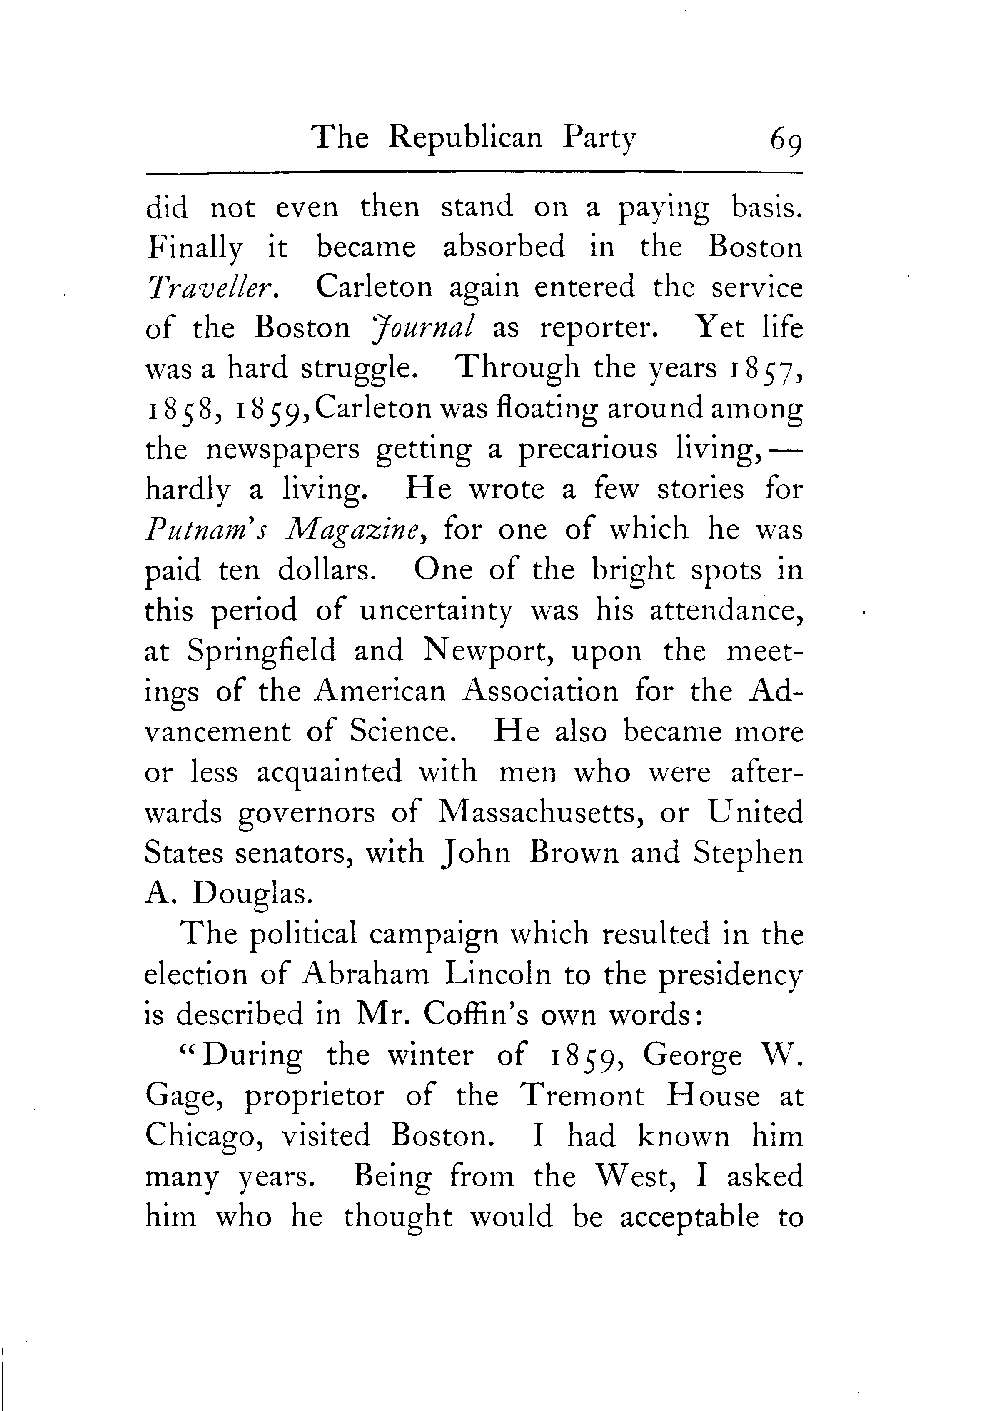 The Republican Party 69
did not even then stand on a paying basis.
Finally it became absorbed in the Boston
Traveller. Carleton again entered the service
of the Boston Journal as reporter. Yet life
was a hard struggle. Through the years 1857,
1858, 1859, Carleton was floating around among
the newspapers getting a precarious living,—
hardly a living. He wrote a few stories for
Putnam's Magazine, for one of which he was
paid ten dollars. One of the bright spots in
this period of uncertainty was his attendance,
at Springfield and Newport, upon the meet-
ings of the American Association for the Ad-
vancement of Science. He also became more
or less acquainted with men who were after-
wards governors of Massachusetts, or United
States senators, with John Brown and Stephen
A. Douglas.
The political campaign which resulted in the
election of Abraham Lincoln to the presidency
is described in Mr. Coffin's own words:
“During the winter of 1859, George W.
Gage, proprietor of the Tremont House at
Chicago, visited Boston. I had known him
many years. Being from the West, I asked
him who he thought would be acceptable to